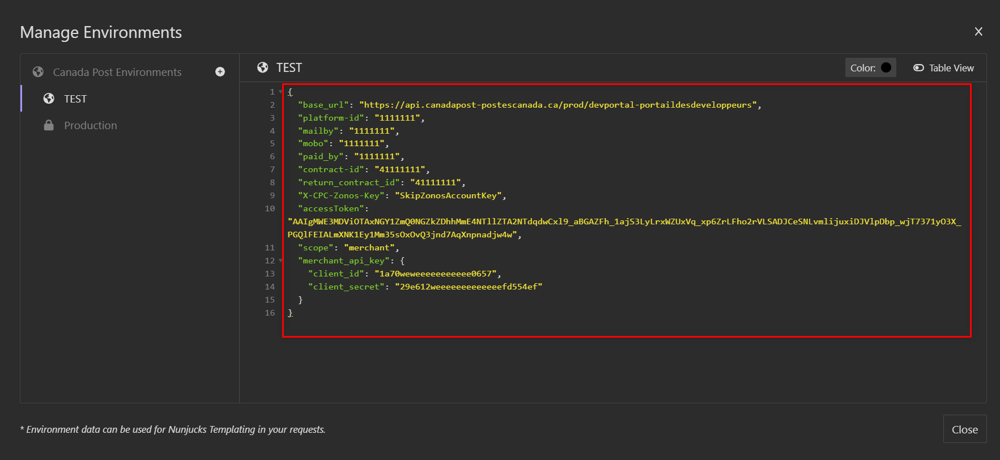 Manage Environments
Canada Post Environments
TEST
Production
TEST
Color:
Table View
1 {
2 "base_url": "https://api.canadapost-postescanada.ca/prod/devportal-portaildesdeveloppeurs",
3 "platform-id": "1111111",
4 "mailby": "1111111",
5 "mobo": "1111111",
6 "paid_by": "1111111",
7 "contract-id": "41111111",
8 "return_contract_id": "41111111",
9 "X-CPC-Zonos-Key": "SkipZonosAccountKey",
10 "accessToken":
"AAIgMWE3MDViOTAxNGY1ZmQ0NGZkZDhhMmE4NTllZTA2NTdqdwCxl9_aBGAZFh_1ajS3LyLrxWZUxVq_xp6ZrLFho2rVLSADJCeSNLvmlijuxiDJVlpDbp_wjT7371yO3X_
PGQlFEIALmXNK1Ey1Mm35sOxOvQ3jnd7AqXnpnadjw4w",
11 "scope": "merchant",
12 "merchant_api_key": {
13 "client_id": "1a70weweeeeeeeeeee0657",
14 "client_secret": "29e612weeeeeeeeeeeeefd554ef"
15 }
16 }
* Environment data can be used for Nunjucks Templating in your requests.
Close